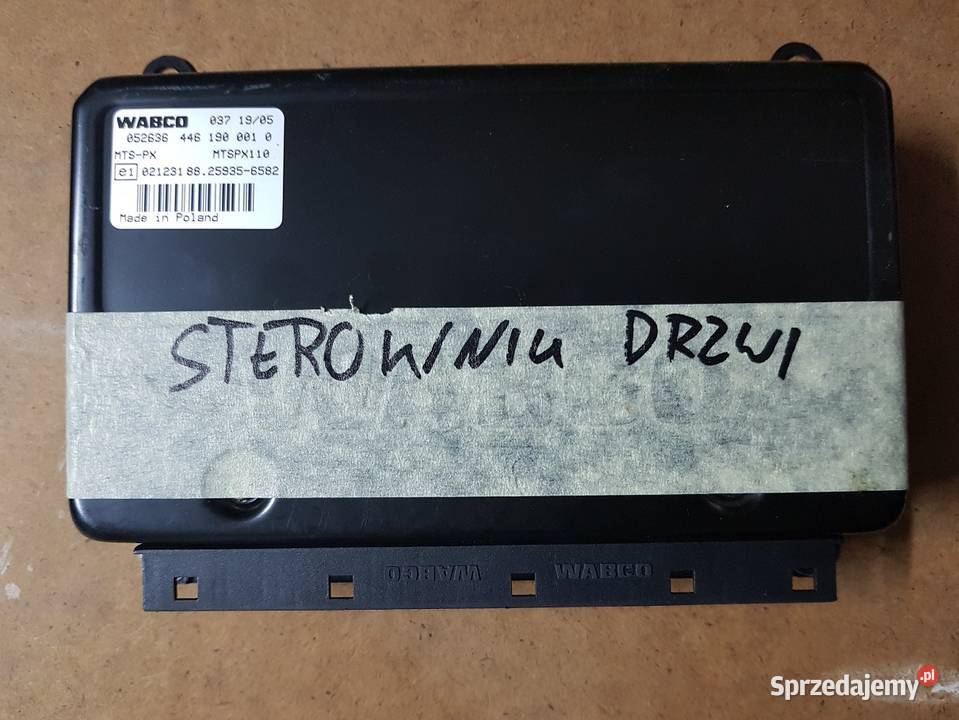 WABCO 037 19/05
052636 446 190 001 0
MTS-PX MTSPX110
e1 021231 88.25935-6582
Made in Poland
STEROWNIK DRZWI
WABCO WABCO
Sprzedajemy.pl